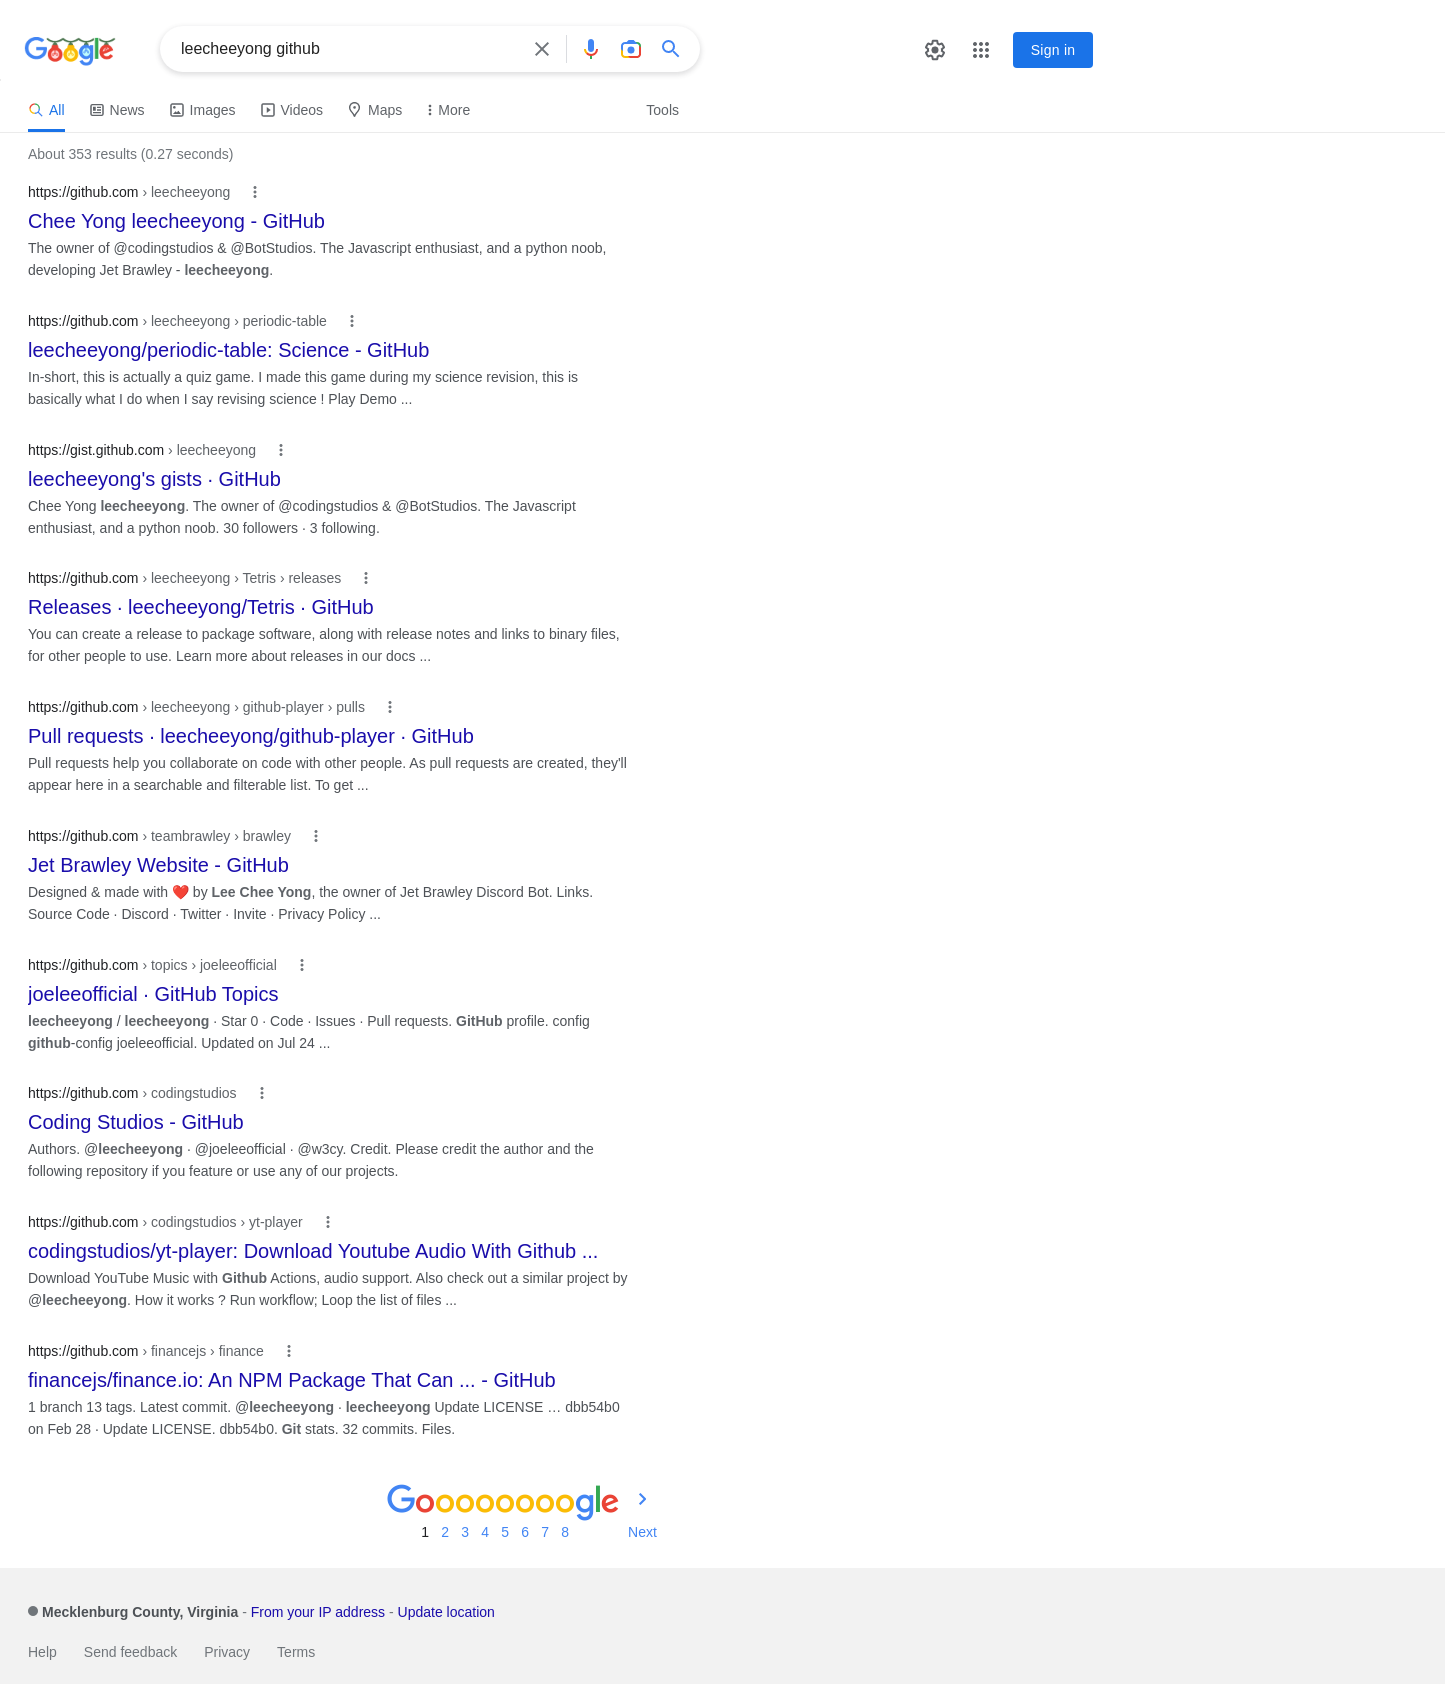 Google
leecheeyong github
Sign in
All News Images Videos Maps More Tools
About 353 results (0.27 seconds)
https://github.com › leecheeyong
Chee Yong leecheeyong - GitHub
The owner of @codingstudios & @BotStudios. The Javascript enthusiast, and a python noob,
developing Jet Brawley - leecheeyong.
https://github.com › leecheeyong › periodic-table
leecheeyong/periodic-table: Science - GitHub
In-short, this is actually a quiz game. I made this game during my science revision, this is
basically what I do when I say revising science ! Play Demo ...
https://gist.github.com › leecheeyong
leecheeyong's gists · GitHub
Chee Yong leecheeyong. The owner of @codingstudios & @BotStudios. The Javascript
enthusiast, and a python noob. 30 followers · 3 following.
https://github.com › leecheeyong › Tetris › releases
Releases · leecheeyong/Tetris · GitHub
You can create a release to package software, along with release notes and links to binary files,
for other people to use. Learn more about releases in our docs ...
https://github.com › leecheeyong › github-player › pulls
Pull requests · leecheeyong/github-player · GitHub
Pull requests help you collaborate on code with other people. As pull requests are created, they'll
appear here in a searchable and filterable list. To get ...
https://github.com › teambrawley › brawley
Jet Brawley Website - GitHub
Designed & made with ❤️ by Lee Chee Yong, the owner of Jet Brawley Discord Bot. Links.
Source Code · Discord · Twitter · Invite · Privacy Policy ...
https://github.com › topics › joeleeofficial
joeleeofficial · GitHub Topics
leecheeyong / leecheeyong · Star 0 · Code · Issues · Pull requests. GitHub profile. config
github-config joeleeofficial. Updated on Jul 24 ...
https://github.com › codingstudios
Coding Studios - GitHub
Authors. @leecheeyong · @joeleeofficial · @w3cy. Credit. Please credit the author and the
following repository if you feature or use any of our projects.
https://github.com › codingstudios › yt-player
codingstudios/yt-player: Download Youtube Audio With Github ...
Download YouTube Music with Github Actions, audio support. Also check out a similar project by
@leecheeyong. How it works ? Run workflow; Loop the list of files ...
https://github.com › financejs › finance
financejs/finance.io: An NPM Package That Can ... - GitHub
1 branch 13 tags. Latest commit. @leecheeyong · leecheeyong Update LICENSE … dbb54b0
on Feb 28 · Update LICENSE. dbb54b0. Git stats. 32 commits. Files.
Goooooooogle
1 2 3 4 5 6 7 8 Next
Mecklenburg County, Virginia - From your IP address - Update location
Help Send feedback Privacy Terms